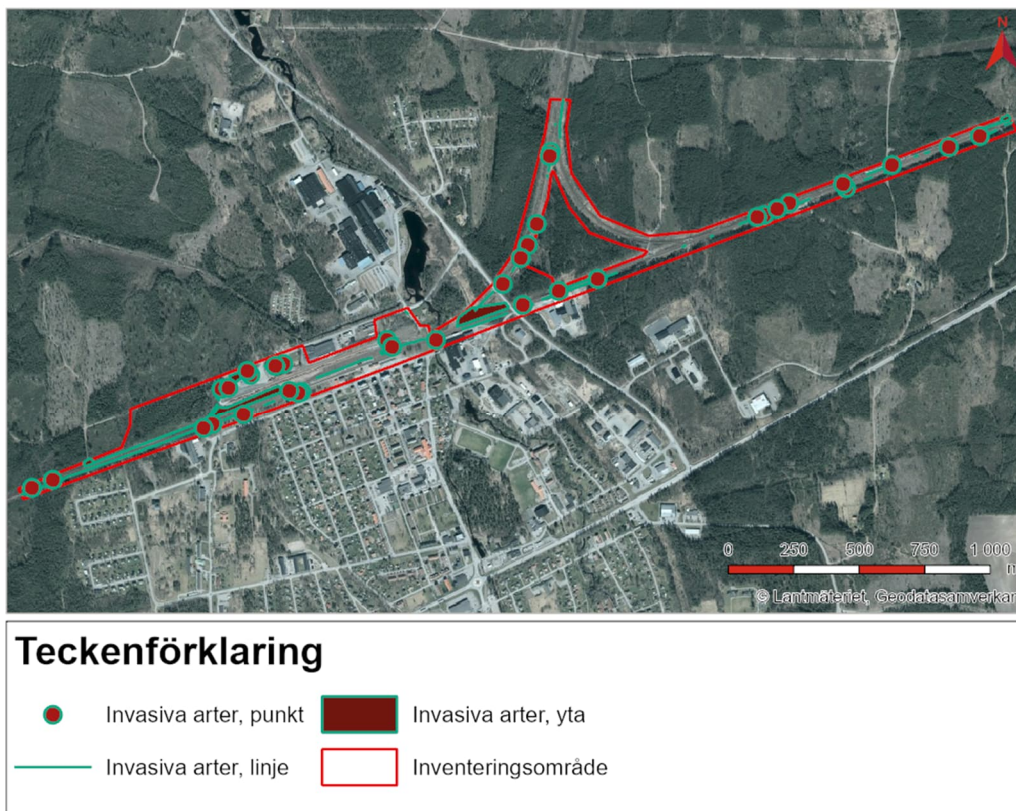 N
0 250 500 750 1 000
m
© Lantmäteriet, Geodatasamverkan
Teckenförklaring
Invasiva arter, punkt
Invasiva arter, yta
Invasiva arter, linje
Inventeringsområde